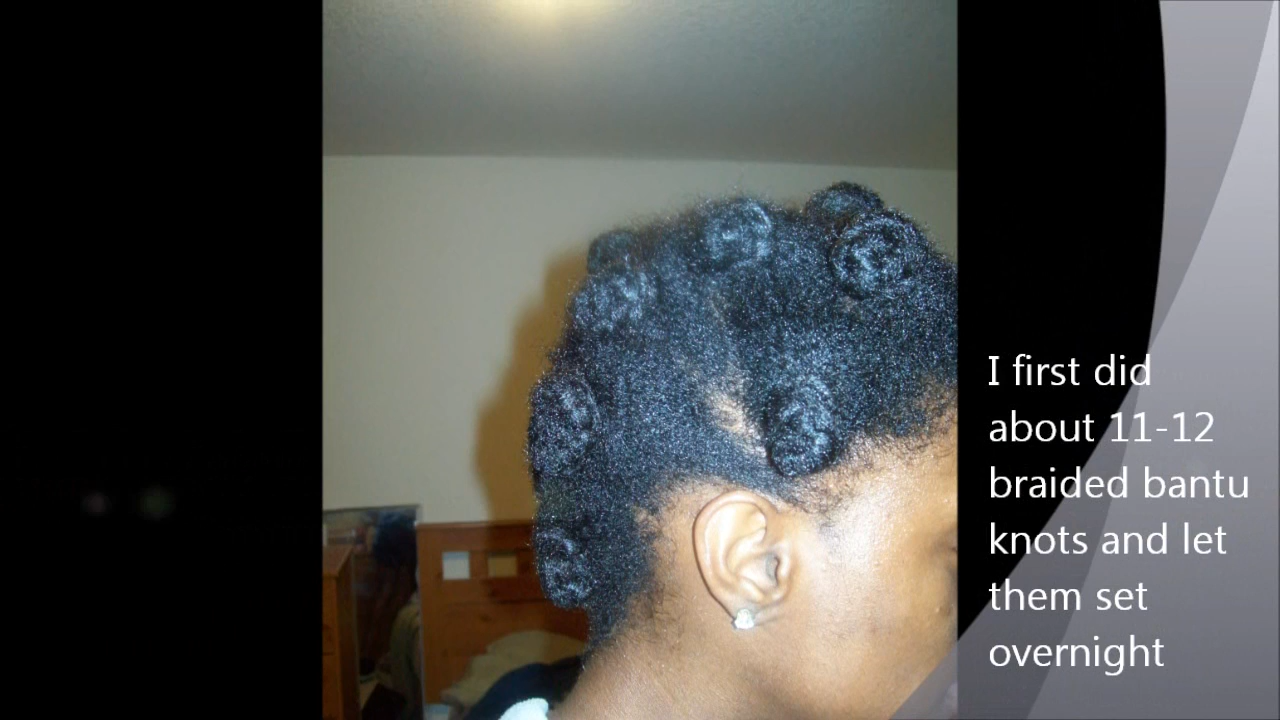 I first did
about 11-12
braided bantu
knots and let
them set
overnight